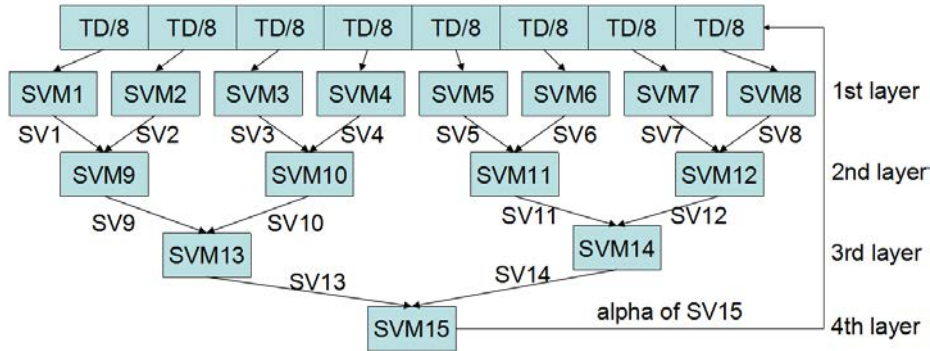 TD/8 TD/8 TD/8 TD/8 TD/8 TD/8 TD/8 TD/8
SVM1 SVM2 SVM3 SVM4 SVM5 SVM6 SVM7 SVM8 1st layer
SV1 SV2 SV3 SV4 SV5 SV6 SV7 SV8
SVM9 SVM10 SVM11 SVM12 2nd layer
SV9 SV10 SV11 SV12
SVM13 SVM14 3rd layer
SV13 SV14
SVM15 alpha of SV15 4th layer